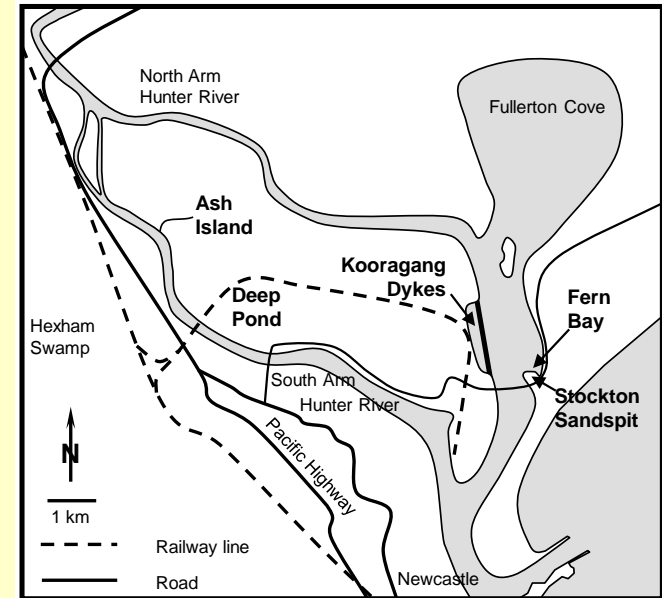 North Arm
Hunter River
Fullerton Cove
Ash
Island
Kooragang
Dykes
Deep
Pond
Fern
Bay
Hexham
Swamp
South Arm
Hunter River
Stockton
Sandspit
N
Pacific Highway
1 km
Railway line
Road
Newcastle